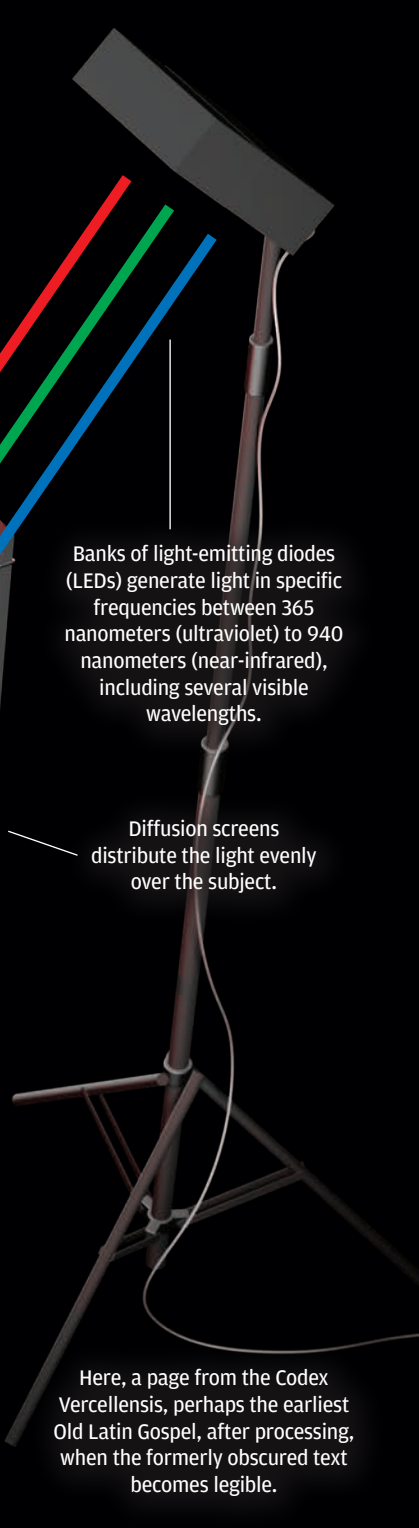 Banks of light-emitting diodes
(LEDs) generate light in specific
frequencies between 365
nanometers (ultraviolet) to 940
nanometers (near-infrared),
including several visible
wavelengths.
Diffusion screens
distribute the light evenly
over the subject.
Here, a page from the Codex
Vercellensis, perhaps the earliest
Old Latin Gospel, after processing,
when the formerly obscured text
becomes legible.